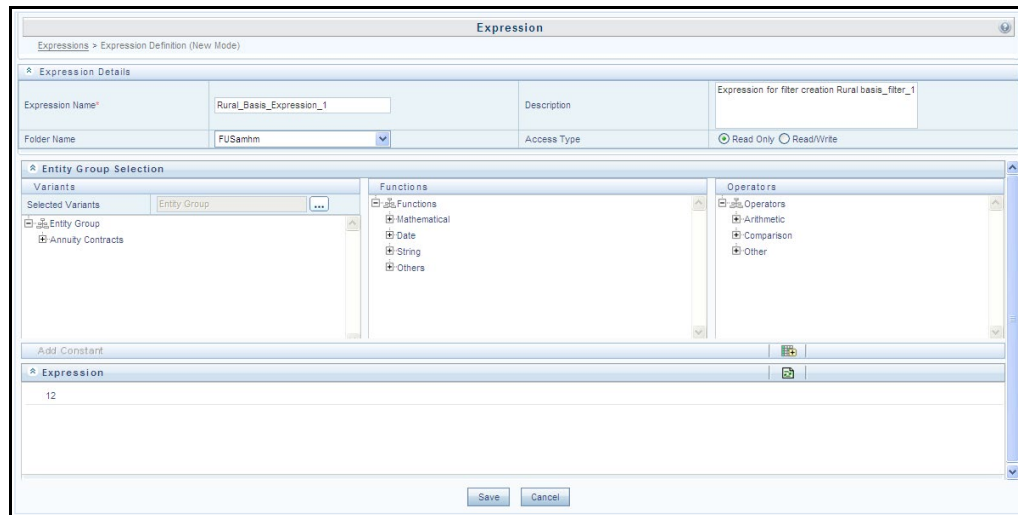 Expression
Expressions > Expression Definition (New Mode)
Expression Details
Expression Name*
Rural_Basis_Expression_1
Description
Expression for filter creation Rural basis_filter_1
Folder Name
FUSamhm
Access Type
Read Only
Read/Write
Entity Group Selection
Variants
Functions
Operators
Selected Variants
Entity Group
...
Entity Group
Annuity Contracts
Functions
Mathematical
Date
String
Others
Operators
Arithmetic
Comparison
Other
Add Constant
Expression
12
Save
Cancel